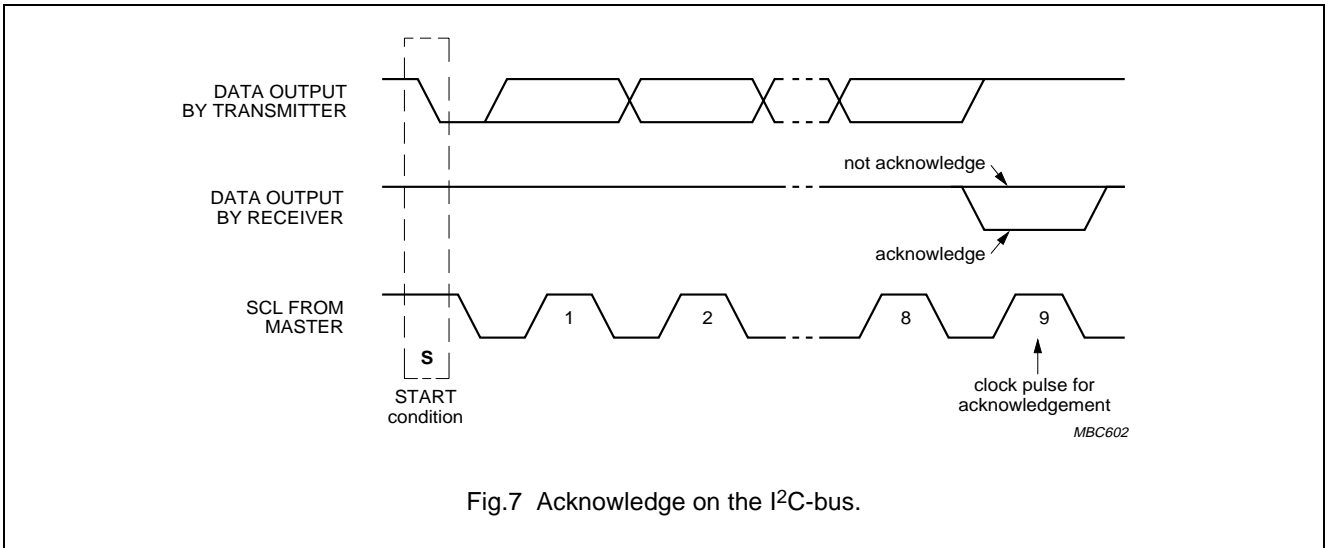 DATA OUTPUT
BY TRANSMITTER
not acknowledge
DATA OUTPUT
BY RECEIVER
acknowledge
SCL FROM
MASTER
1
2
8
9
S
START
condition
clock pulse for
acknowledgement
MBC602
Fig.7 Acknowledge on the I²C-bus.